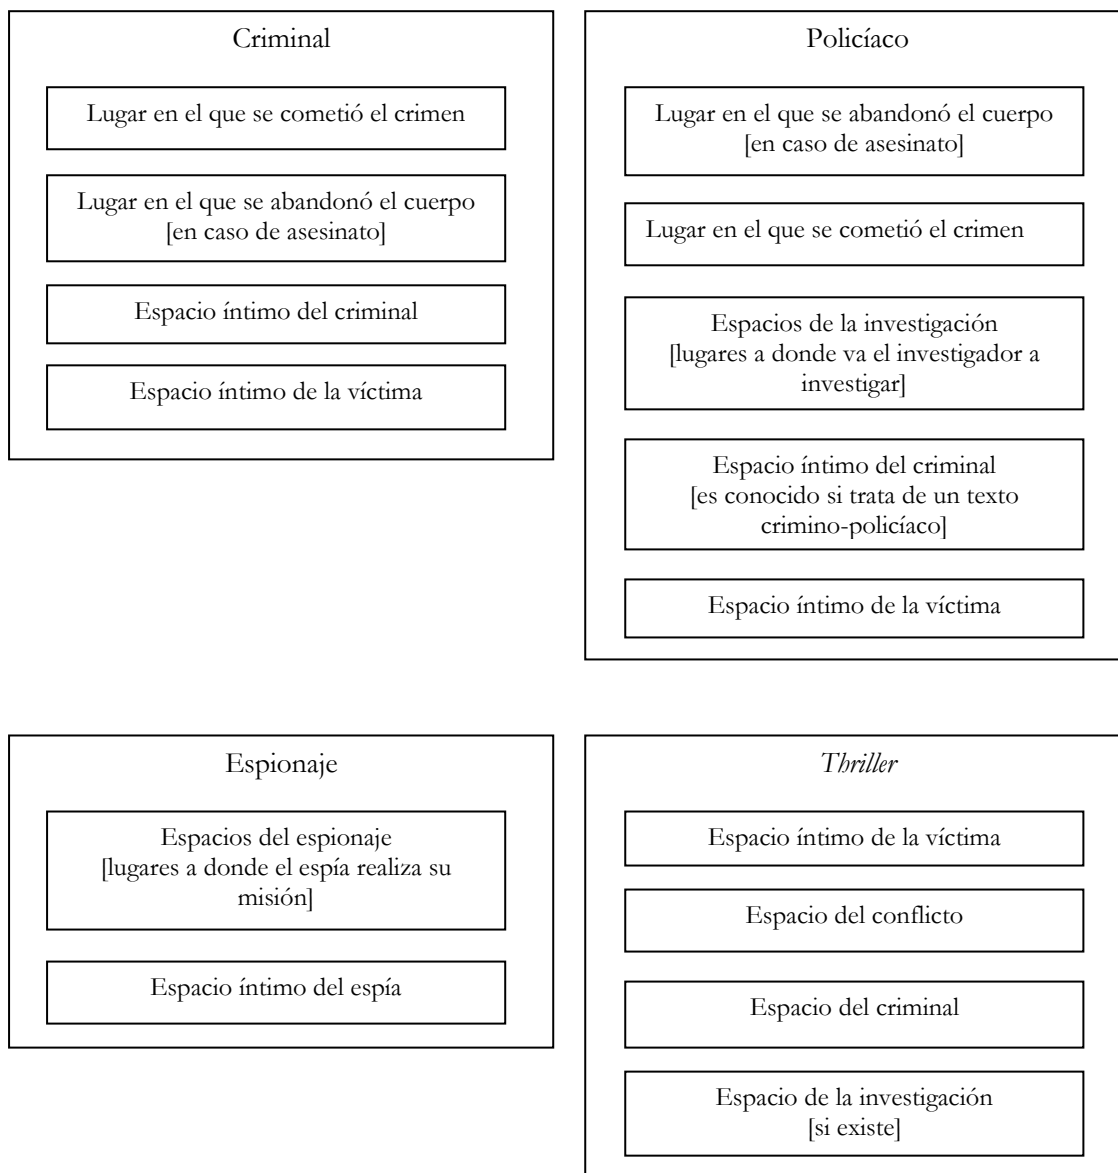 Criminal
Lugar en el que se cometió el crimen
Lugar en el que se abandonó el cuerpo
[en caso de asesinato]
Espacio íntimo del criminal
Espacio íntimo de la víctima
Policíaco
Lugar en el que se abandonó el cuerpo
[en caso de asesinato]
Lugar en el que se cometió el crimen
Espacios de la investigación
[lugares a donde va el investigador a
investigar]
Espacio íntimo del criminal
[es conocido si trata de un texto
crimino-policíaco]
Espacio íntimo de la víctima
Espionaje
Espacios del espionaje
[lugares a donde el espía realiza su
misión]
Espacio íntimo del espía
Thriller
Espacio íntimo de la víctima
Espacio del conflicto
Espacio del criminal
Espacio de la investigación
[si existe]